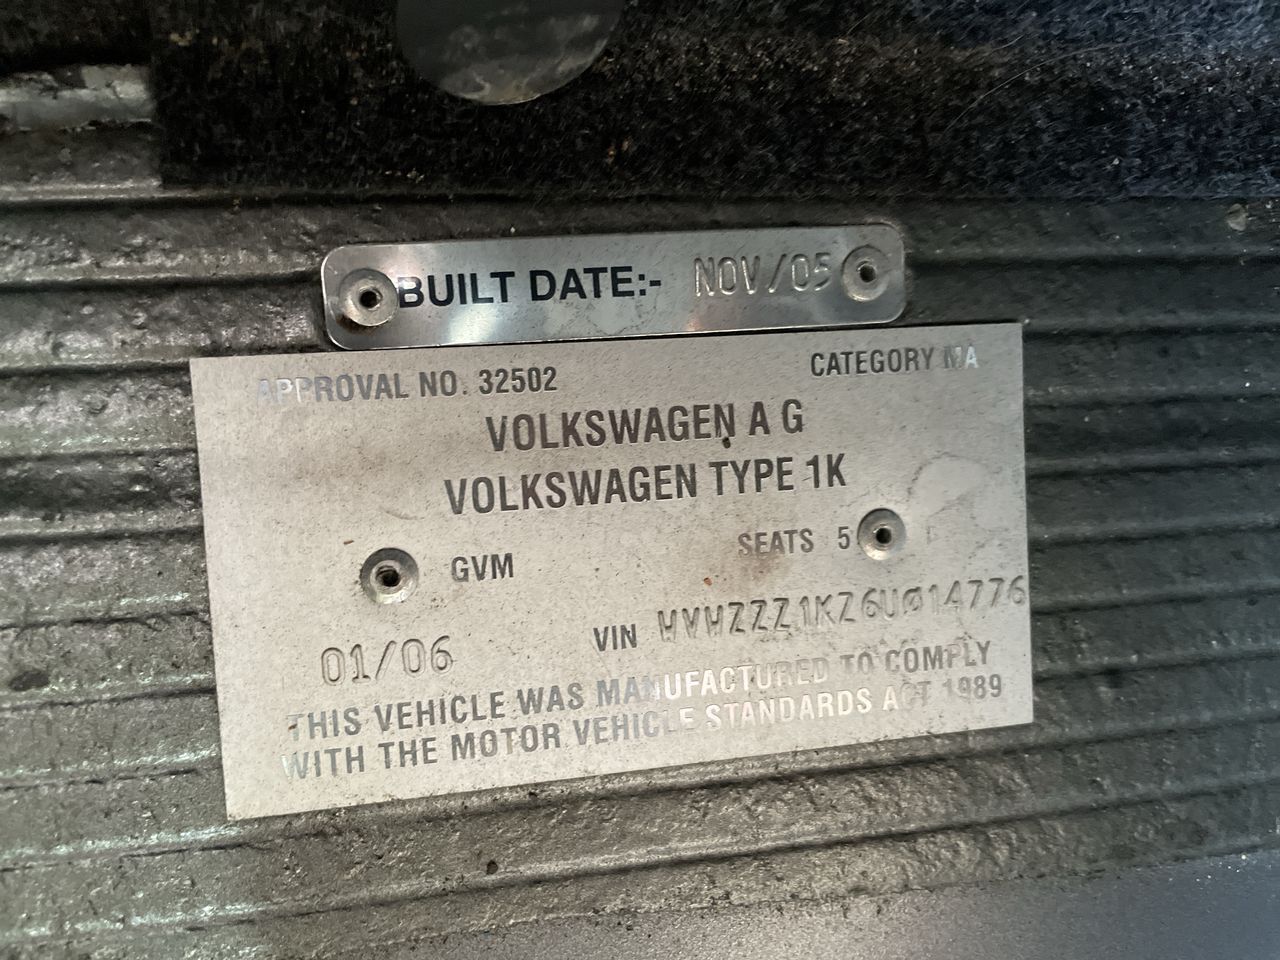 BUILT DATE:- NOV/05
APPROVAL NO. 32502 CATEGORY MA
VOLKSWAGEN A G
VOLKSWAGEN TYPE 1K
GVM SEATS 5
01/06 VIN WVWZZZ1KZ6UØ14776
THIS VEHICLE WAS MANUFACTURED TO COMPLY
WITH THE MOTOR VEHICLE STANDARDS ACT 1989